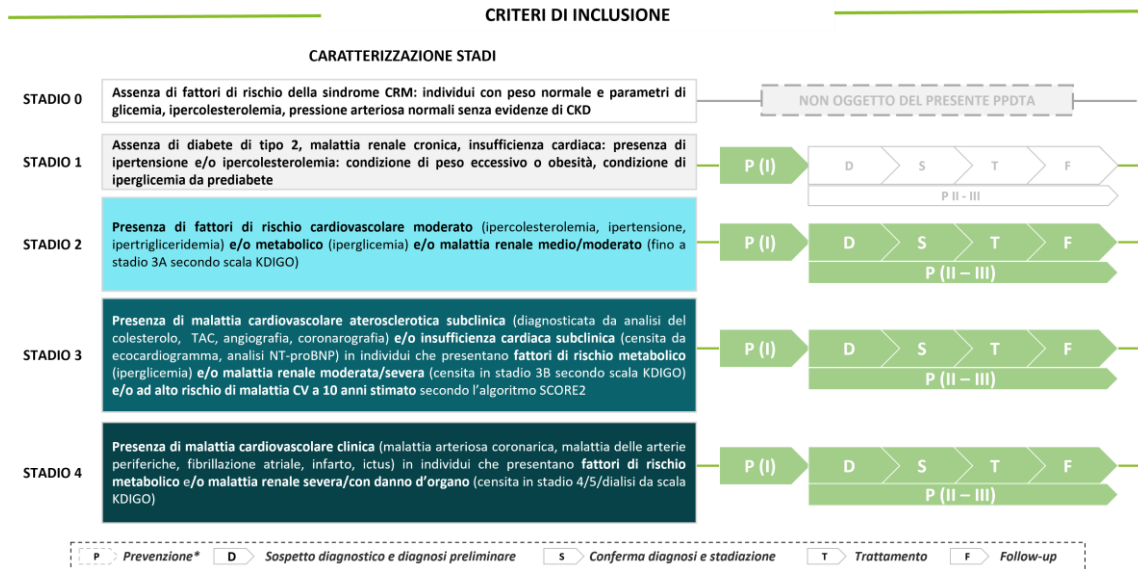 CRITERI DI INCLUSIONE
CARATTERIZZAZIONE STADI
STADIO 0
Assenza di fattori di rischio della sindrome CRM: individui con peso normale e parametri di
glicemia, ipercolesterolemia, pressione arteriosa normali senza evidenze di CKD
NON OGGETTO DEL PRESENTE PPDTA
STADIO 1
Assenza di diabete di tipo 2, malattia renale cronica, insufficienza cardiaca: presenza di
ipertensione e/o ipercolesterolemia: condizione di peso eccessivo o obesità, condizione di
iperglicemia da prediabete
P (I)
D
S
T
F
P II - III
STADIO 2
Presenza di fattori di rischio cardiovascolare moderato (ipercolesterolemia, ipertensione,
ipertrigliceridemia) e/o metabolico (iperglicemia) e/o malattia renale medio/moderato (fino a
stadio 3A secondo scala KDIGO)
P (I)
D
S
T
F
P (II – III)
STADIO 3
Presenza di malattia cardiovascolare aterosclerotica subclinica (diagnosticata da analisi del
colesterolo, TAC, angiografia, coronarografia) e/o insufficienza cardiaca subclinica (censita da
ecocardiogramma, analisi NT-proBNP) in individui che presentano fattori di rischio metabolico
(iperglicemia) e/o malattia renale moderata/severa (censita in stadio 3B secondo scala KDIGO)
e/o ad alto rischio di malattia CV a 10 anni stimato secondo l'algoritmo SCORE2
P (I)
D
S
T
F
P (II – III)
STADIO 4
Presenza di malattia cardiovascolare clinica (malattia arteriosa coronarica, malattia delle arterie
periferiche, fibrillazione atriale, infarto, ictus) in individui che presentano fattori di rischio
metabolico e/o malattia renale severa/con danno d'organo (censita in stadio 4/5/dialisi da scala
KDIGO)
P (I)
D
S
T
F
P (II – III)
P Prevenzione* D Sospetto diagnostico e diagnosi preliminare S Conferma diagnosi e stadiazione T Trattamento F Follow-up